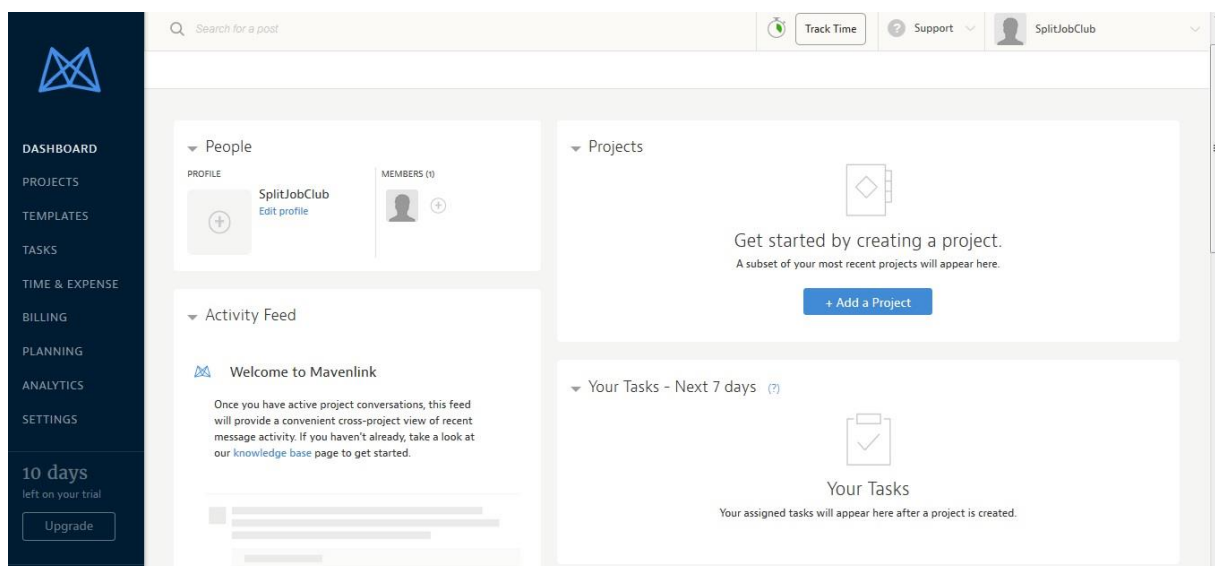 Search for a post
Track Time
Support
SplitJobClub
DASHBOARD
PROJECTS
TEMPLATES
TASKS
TIME & EXPENSE
BILLING
PLANNING
ANALYTICS
SETTINGS
10 days
left on your trial
Upgrade
People
PROFILE
SplitJobClub
Edit profile
MEMBERS (1)
Activity Feed
Welcome to Mavenlink
Once you have active project conversations, this feed
will provide a convenient cross-project view of recent
message activity. If you haven't already, take a look at
our knowledge base page to get started.
Projects
Get started by creating a project.
A subset of your most recent projects will appear here.
+ Add a Project
Your Tasks - Next 7 days (?)
Your Tasks
Your assigned tasks will appear here after a project is created.